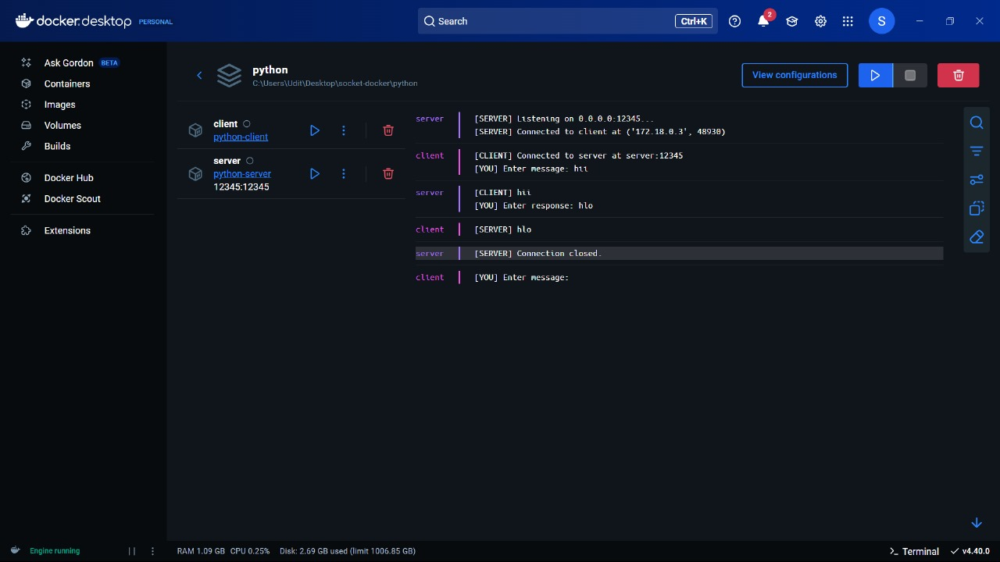 docker.desktop PERSONAL
Search
Ctrl+K
2
S
Ask Gordon BETA
Containers
Images
Volumes
Builds
Docker Hub
Docker Scout
Extensions
python
C:\Users\Udit\Desktop\socket-docker\python
View configurations
client
python-client
server
python-server
12345:12345
server [SERVER] Listening on 0.0.0.0:12345...
[SERVER] Connected to client at ('172.18.0.3', 48930)
client [CLIENT] Connected to server at server:12345
[YOU] Enter message: hii
server [CLIENT] hii
[YOU] Enter response: hlo
client [SERVER] hlo
server [SERVER] Connection closed.
client [YOU] Enter message:
Engine running
RAM 1.09 GB CPU 0.25% Disk: 2.69 GB used (limit 1006.85 GB)
Terminal
v4.40.0